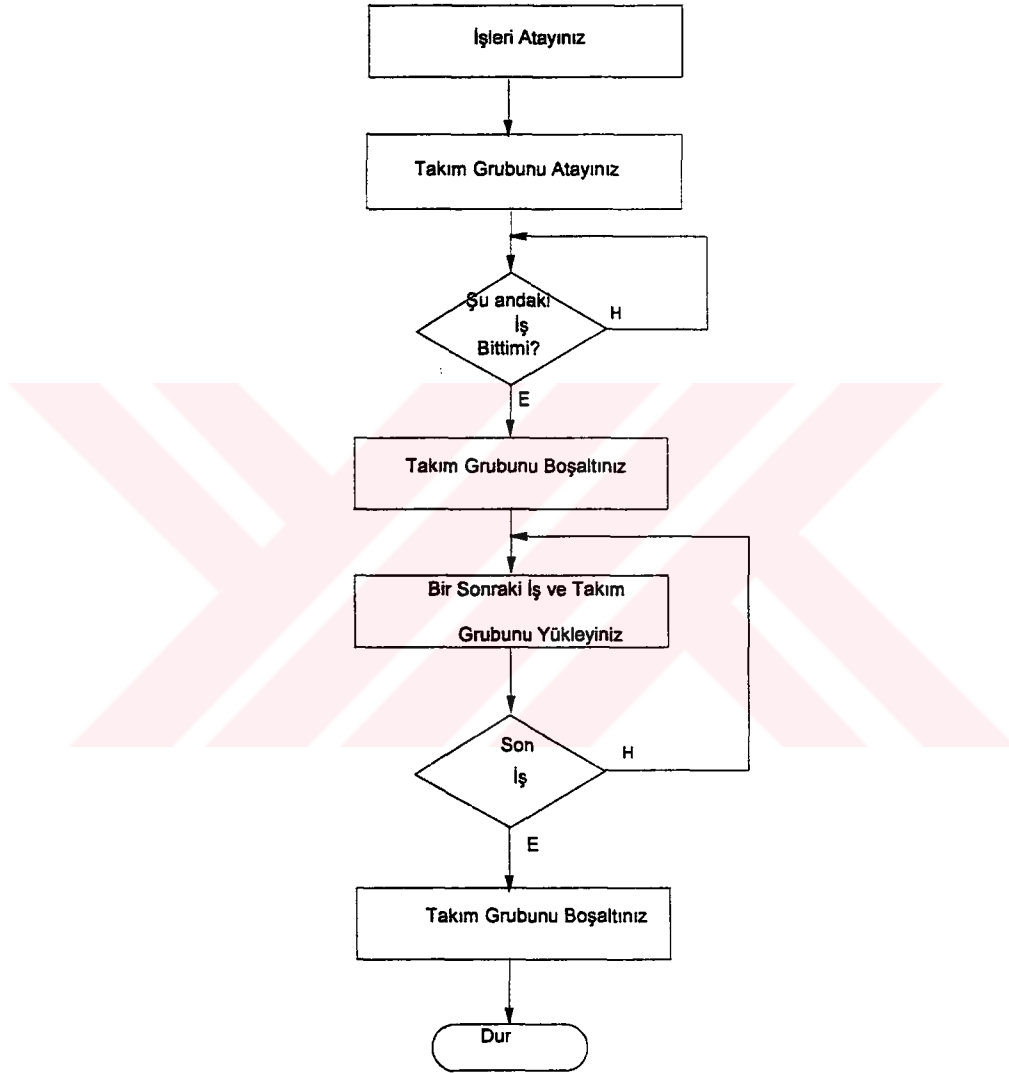 İşleri Atayınız
Takım Grubunu Atayınız
Şu andaki
İş
Bittimi?
H
E
Takım Grubunu Boşaltınız
Bir Sonraki İş ve Takım
Grubunu Yükleyiniz
Son
İş
H
E
Takım Grubunu Boşaltınız
Dur